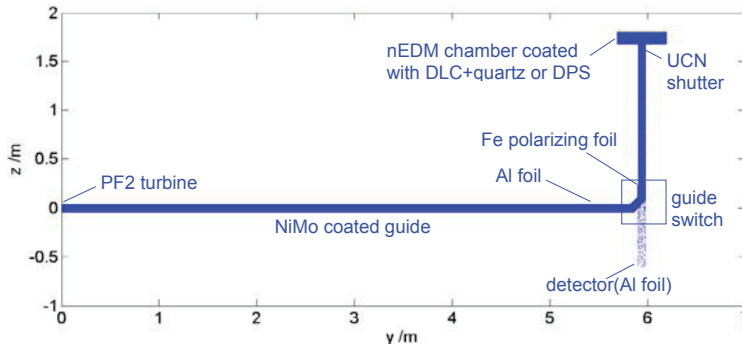 2
1.5
1
0.5
0
-0.5
-1
z /m
0
1
2
3
4
5
6
y /m
nEDM chamber coated
with DLC+quartz or DPS
UCN
shutter
Fe polarizing foil
Al foil
PF2 turbine
guide
switch
NiMo coated guide
detector(Al foil)